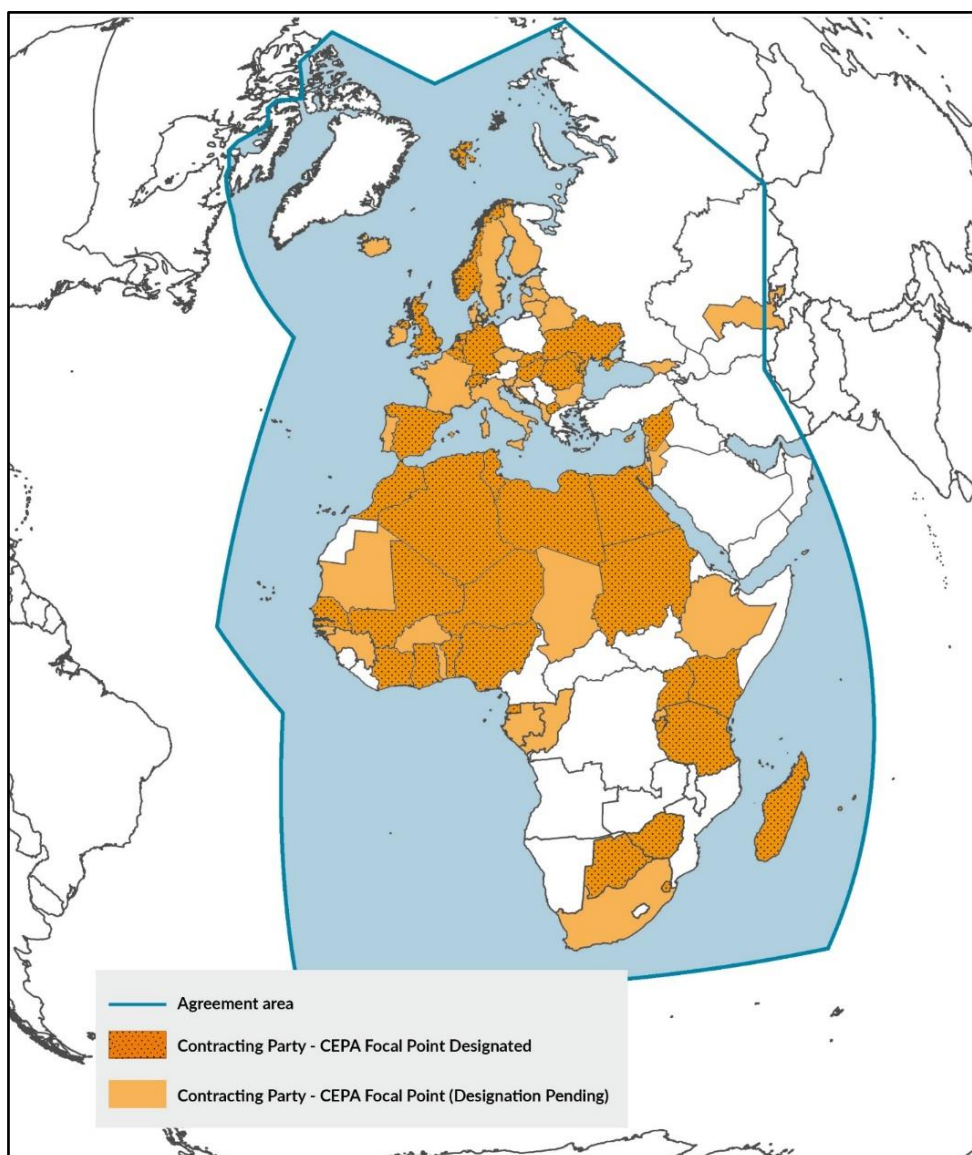 Agreement area
Contracting Party - CEPA Focal Point Designated
Contracting Party - CEPA Focal Point (Designation Pending)